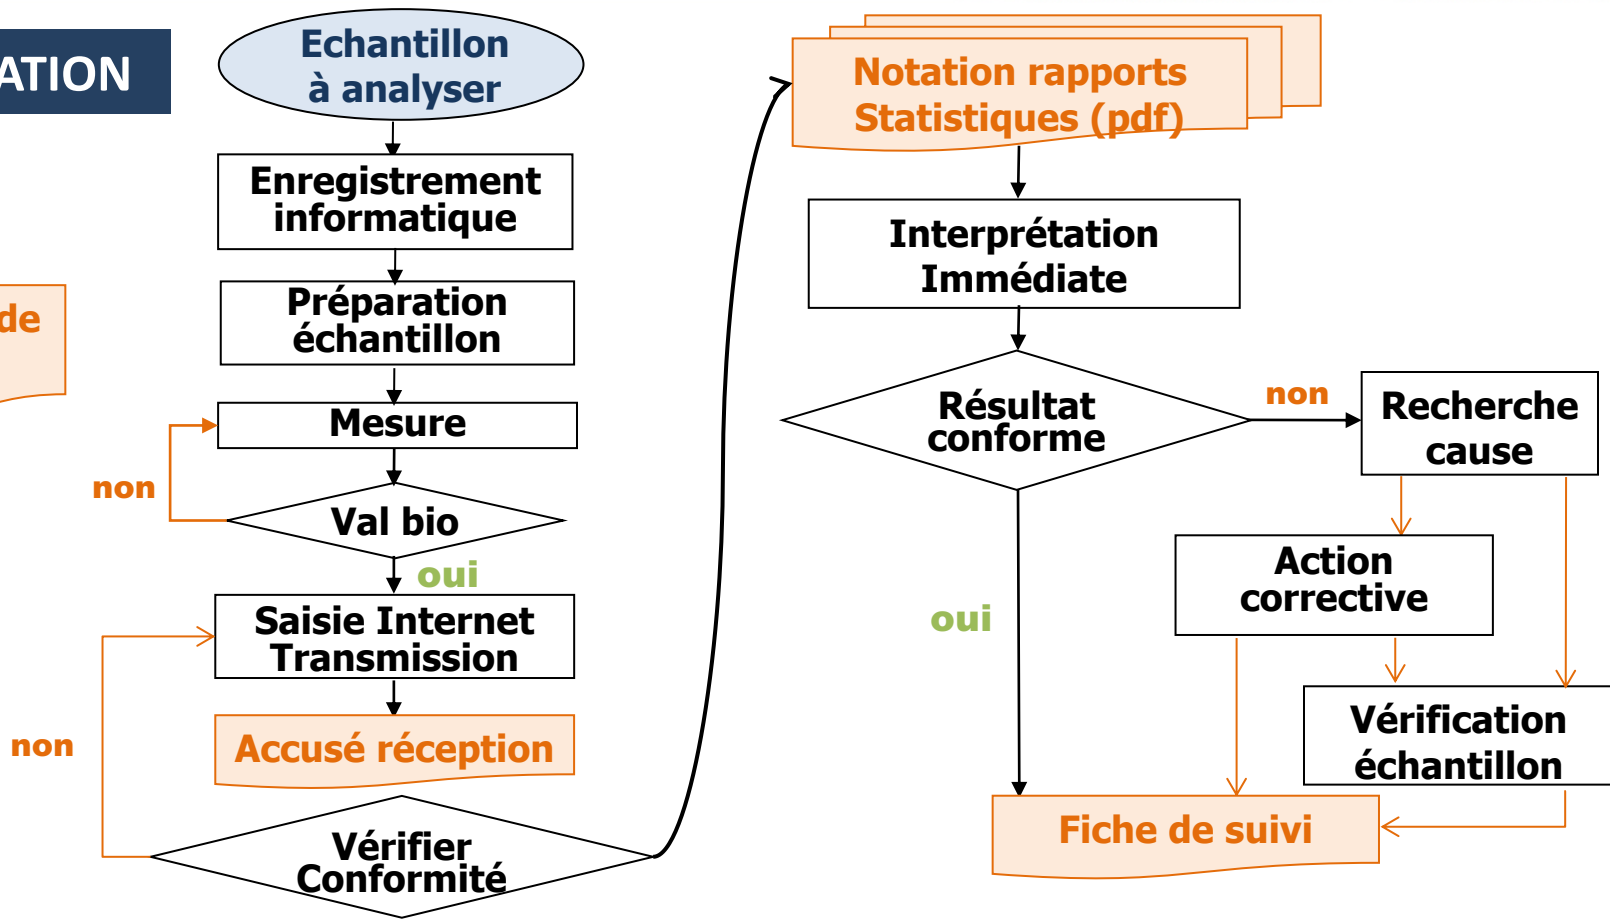 ATION
Echantillon
à analyser
Enregistrement
informatique
de
Préparation
échantillon
Mesure
non
Val bio
oui
Saisie Internet
Transmission
non
Accusé réception
Vérifier
Conformité
Notation rapports
Statistiques (pdf)
Interprétation
Immédiate
Résultat
conforme
non
Recherche
cause
Action
corrective
oui
Vérification
échantillon
Fiche de suivi